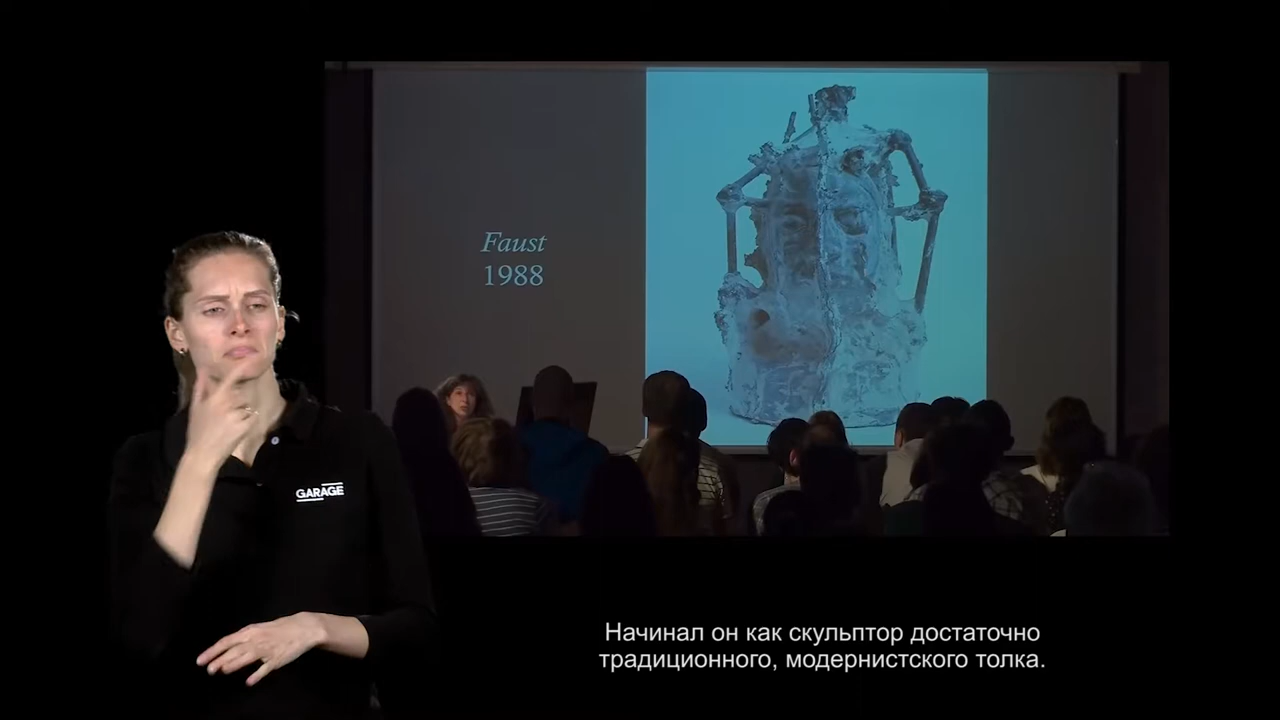 Faust
1988
GARAGE
Начинал он как скульптор достаточно
традиционного, модернистского толка.